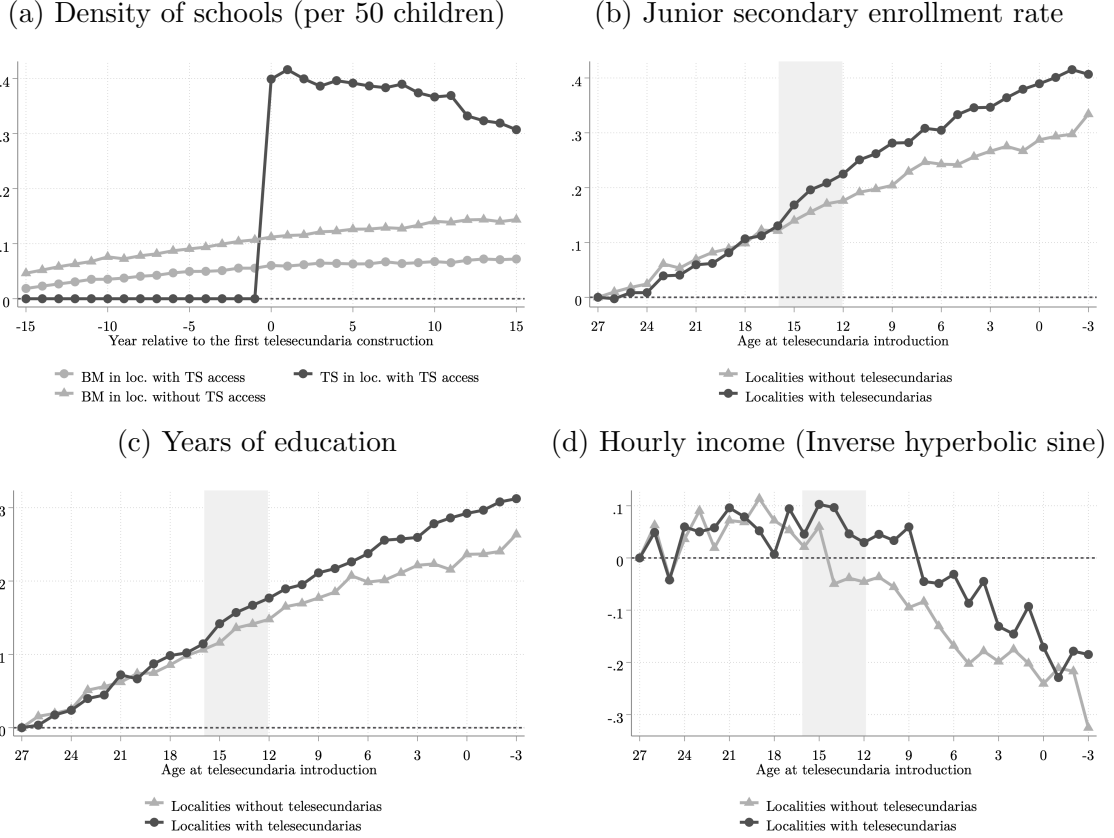 (a) Density of schools (per 50 children)
.4
.3
.2
.1
0
-15 -10 -5 0 5 10 15
Year relative to the first telesecundaria construction
BM in loc. with TS access
TS in loc. with TS access
BM in loc. without TS access
(b) Junior secondary enrollment rate
.4
.3
.2
.1
0
27 24 21 18 15 12 9 6 3 0 -3
Age at telesecundaria introduction
Localities without telesecundarias
Localities with telesecundarias
(c) Years of education
3
2
1
0
27 24 21 18 15 12 9 6 3 0 -3
Age at telesecundaria introduction
Localities without telesecundarias
Localities with telesecundarias
(d) Hourly income (Inverse hyperbolic sine)
.1
0
-.1
-.2
-.3
27 24 21 18 15 12 9 6 3 0 -3
Age at telesecundaria introduction
Localities without telesecundarias
Localities with telesecundarias